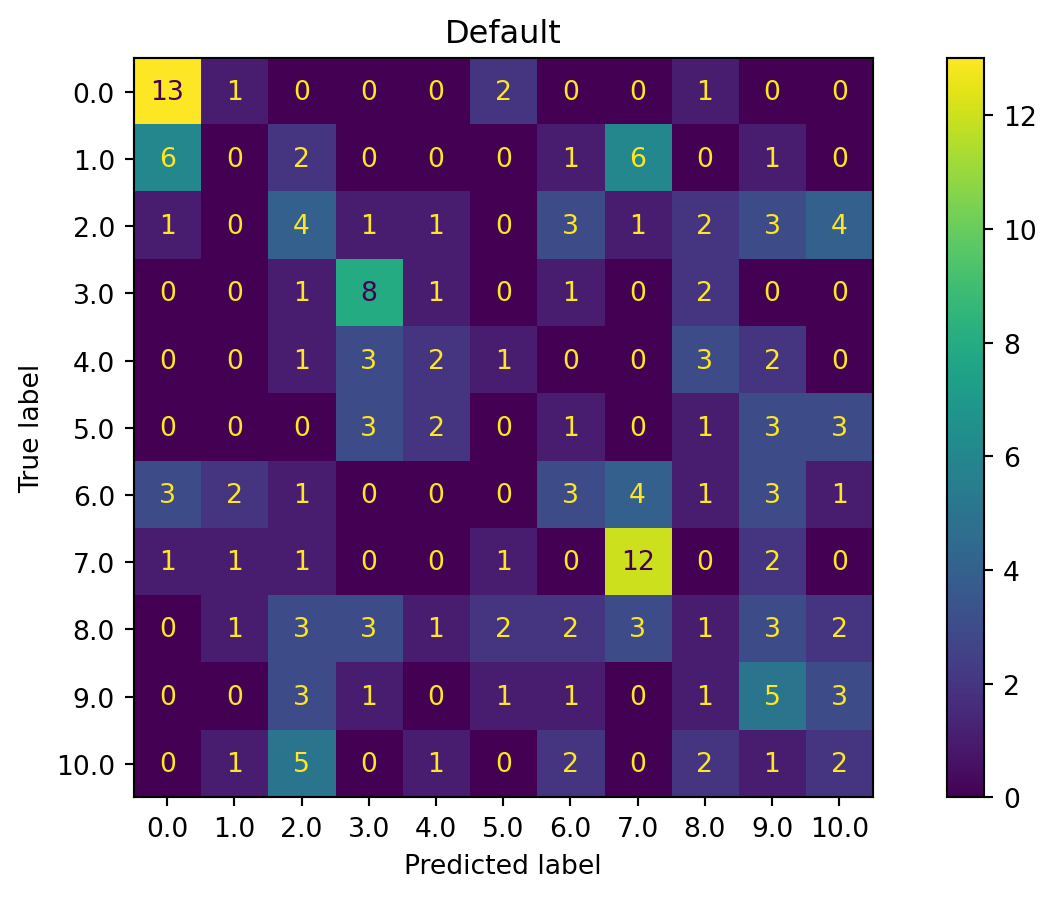 Default
0.0 13 1 0 0 0 2 0 0 1 0 0
1.0 6 0 2 0 0 0 1 6 0 1 0
2.0 1 0 4 1 1 0 3 1 2 3 4
3.0 0 0 1 8 1 0 1 0 2 0 0
4.0 0 0 1 3 2 1 0 0 3 2 0
5.0 0 0 0 3 2 0 1 0 1 3 3
6.0 3 2 1 0 0 0 3 4 1 3 1
7.0 1 1 1 0 0 1 0 12 0 2 0
8.0 0 1 3 3 1 2 2 3 1 3 2
9.0 0 0 3 1 0 1 1 0 1 5 3
10.0 0 1 5 0 1 0 2 0 2 1 2
0.0 1.0 2.0 3.0 4.0 5.0 6.0 7.0 8.0 9.0 10.0
Predicted label
True label
12
10
8
6
4
2
0